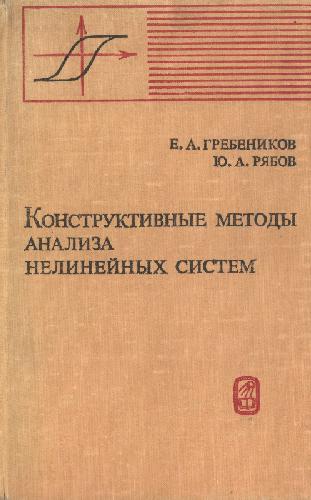 Е. А. ГРЕБЕНИКОВ
Ю. А. РЯБОВ
КОНСТРУКТИВНЫЕ МЕТОДЫ
АНАЛИЗА
НЕЛИНЕЙНЫХ СИСТЕМ